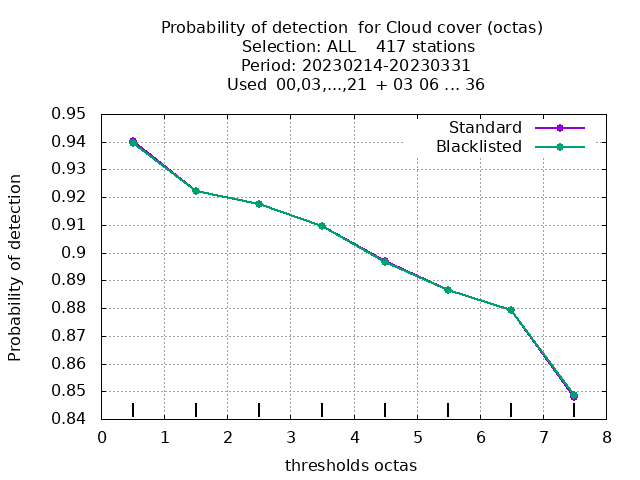 Probability of detection  for Cloud cover (octas)
Selection: ALL    417 stations
Period: 20230214-20230331
Used  00,03,...,21  + 03 06 ... 36
Standard
Blacklisted
Probability of detection
0.95
0.94
0.93
0.92
0.91
0.9
0.89
0.88
0.87
0.86
0.85
0.84
0 1 2 3 4 5 6 7 8
thresholds octas